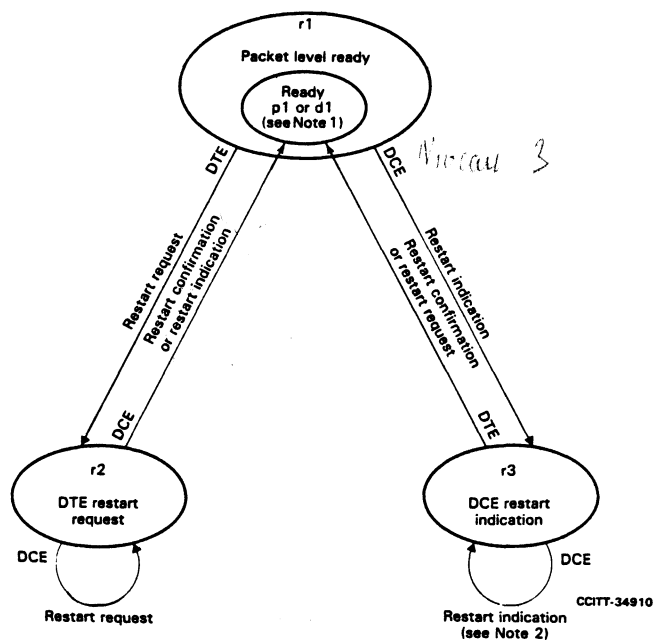 r1
Packet level ready
Ready
p1 or d1
(see Note 1)
DTE
DCE
Niveau 3
Restart request
Restart confirmation
or restart indication
Restart indication
Restart confirmation
or restart request
DCE
DTE
r2
DTE restart
request
r3
DCE restart
indication
DCE
DCE
Restart request
Restart indication
(see Note 2)
CCITT-34910